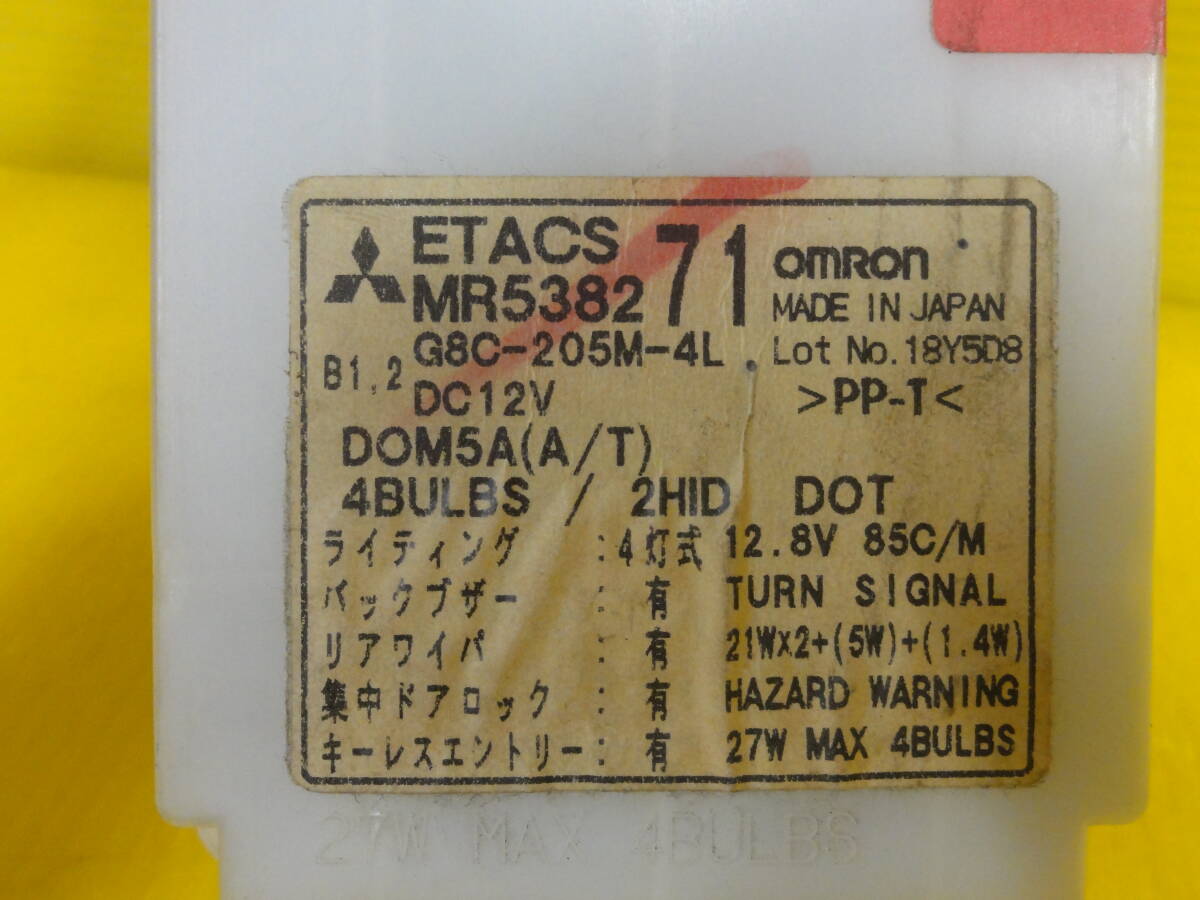 ETACS
MR538271
omron
MADE IN JAPAN
B1,2
G8C-205M-4L
Lot No.18Y5D8
DC12V
>PP-T<
DOM5A(A/T)
4BULBS / 2HID DOT
ライティング :4灯式 12.8V 85C/M
バックブザー : 有 TURN SIGNAL
リアワイパ : 有 21W×2+(5W)+(1.4W)
集中ドアロック : 有 HAZARD WARNING
キーレスエントリー: 有 27W MAX 4BULBS
27W MAX 4BULBS